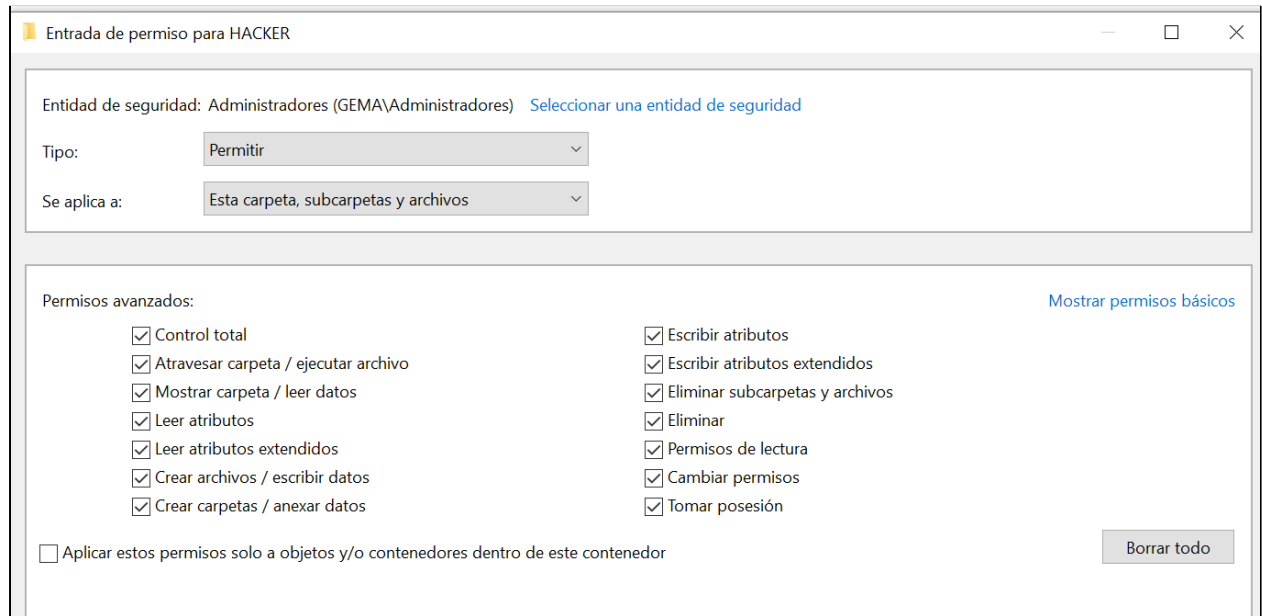 Entrada de permiso para HACKER
Entidad de seguridad: Administradores (GEMA\Administradores) Seleccionar una entidad de seguridad
Tipo: Permitir
Se aplica a: Esta carpeta, subcarpetas y archivos
Permisos avanzados: Mostrar permisos básicos
Control total Escribir atributos
Atravesar carpeta / ejecutar archivo Escribir atributos extendidos
Mostrar carpeta / leer datos Eliminar subcarpetas y archivos
Leer atributos Eliminar
Leer atributos extendidos Permisos de lectura
Crear archivos / escribir datos Cambiar permisos
Crear carpetas / anexar datos Tomar posesión
Aplicar estos permisos solo a objetos y/o contenedores dentro de este contenedor Borrar todo